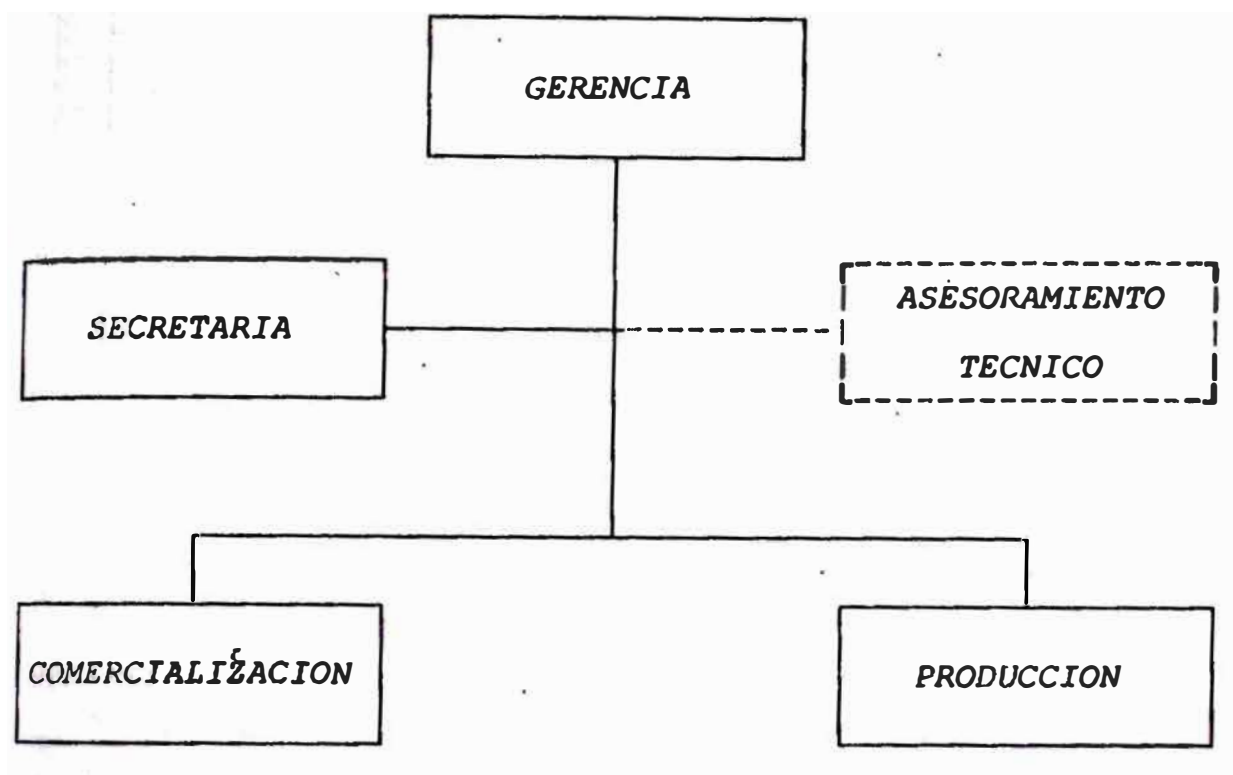 GERENCIA
SECRETARIA
ASESORAMIENTO
TECNICO
COMERCIALIZACION
PRODUCCION